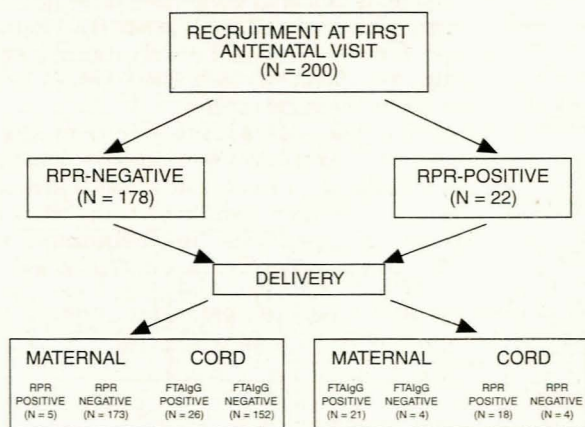 RECRUITMENT AT FIRST
ANTENATAL VISIT
(N = 200)
RPR-NEGATIVE
(N = 178)
RPR-POSITIVE
(N = 22)
DELIVERY
MATERNAL CORD
RPR POSITIVE (N = 5) RPR NEGATIVE (N = 173) FTAIgG POSITIVE (N = 26) FTAIgG NEGATIVE (N = 152)
MATERNAL CORD
FTAIgG POSITIVE (N = 21) FTAIgG NEGATIVE (N = 4) RPR POSITIVE (N = 18) RPR NEGATIVE (N = 4)